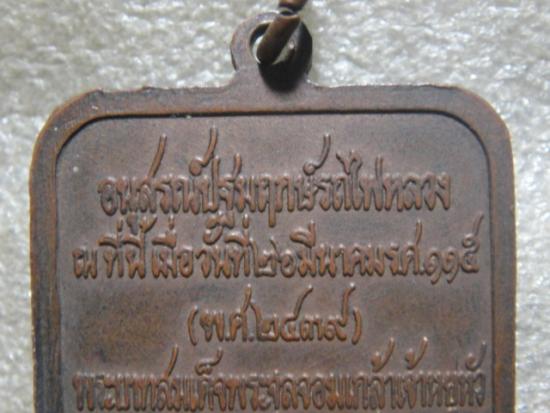 อนุสรณ์ปฐมฤกษ์รถไฟหลวง
ณ ที่นี้ เมื่อวันที่ ๒๖ มีนาคม ร.ศ. ๑๑๕
(พ.ศ. ๒๔๓๙)
พระบาทสมเด็จพระจุลจอมเกล้าเจ้าอยู่หัว